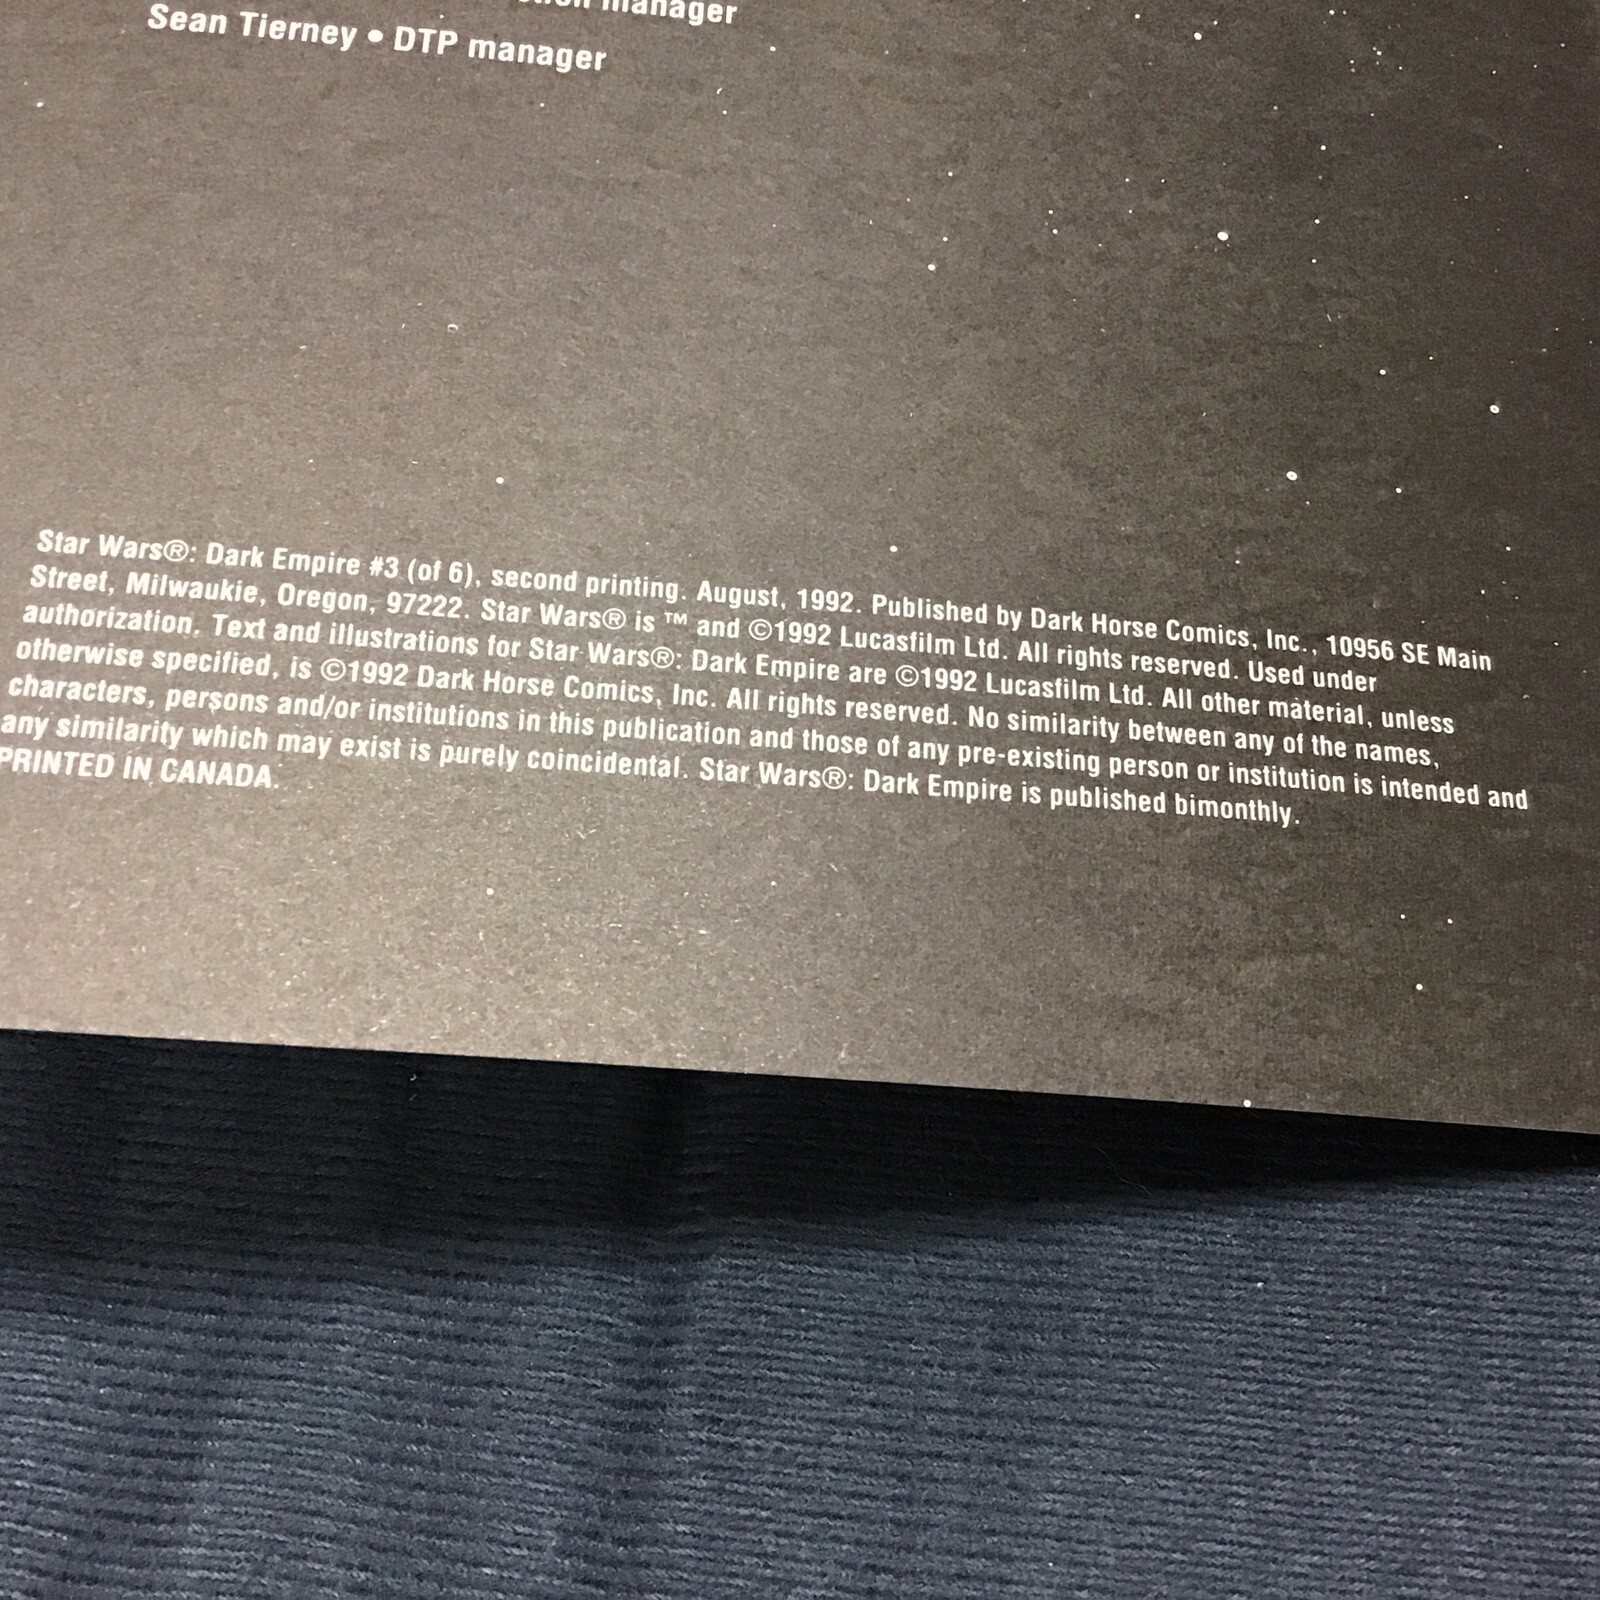 manager
Sean Tierney • DTP manager
Star Wars®: Dark Empire #3 (of 6), second printing. August, 1992. Published by Dark Horse Comics, Inc., 10956 SE Main
Street, Milwaukie, Oregon, 97222. Star Wars® is ™ and ©1992 Lucasfilm Ltd. All rights reserved. Used under
authorization. Text and illustrations for Star Wars®: Dark Empire are ©1992 Lucasfilm Ltd. All other material, unless
otherwise specified, is ©1992 Dark Horse Comics, Inc. All rights reserved. No similarity between any of the names,
characters, persons and/or institutions in this publication and those of any pre-existing person or institution is intended and
any similarity which may exist is purely coincidental. Star Wars®: Dark Empire is published bimonthly.
PRINTED IN CANADA.